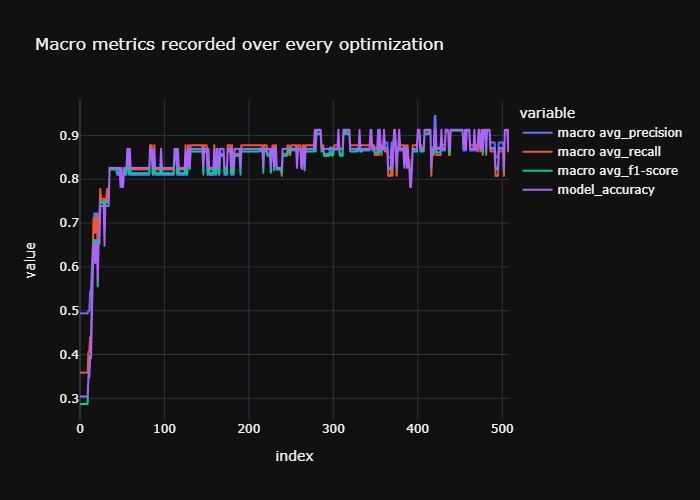 Macro metrics recorded over every optimization
variable
macro avg_precision
macro avg_recall
macro avg_f1-score
model_accuracy
value
0.9
0.8
0.7
0.6
0.5
0.4
0.3
0 100 200 300 400 500
index